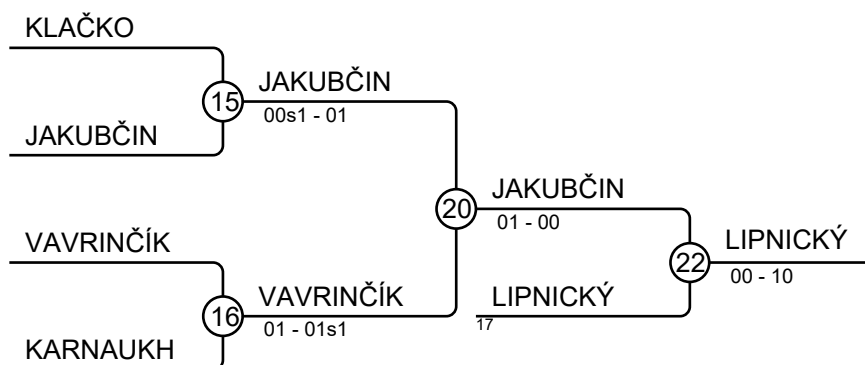 KLAČKO
15
JAKUBČIN
00s1 - 01
JAKUBČIN
20
JAKUBČIN
01 - 00
VAVRINČÍK
22
LIPNICKÝ
00 - 10
16
VAVRINČÍK
01 - 01s1
LIPNICKÝ
17
KARNAUKH